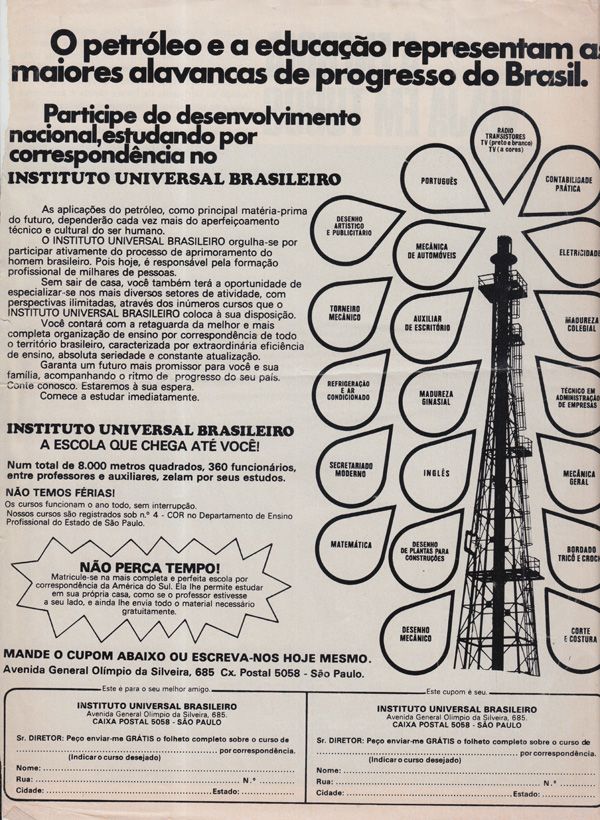 O petróleo e a educação representam as
maiores alavancas de progresso do Brasil.
Participe do desenvolvimento
nacional, estudando por
correspondência no
INSTITUTO UNIVERSAL BRASILEIRO
As aplicações do petróleo, como principal matéria-prima
do futuro, dependerão cada vez mais do aperfeiçoamento
técnico e cultural do ser humano.
O INSTITUTO UNIVERSAL BRASILEIRO orgulha-se por
participar ativamente do processo de aprimoramento do
homem brasileiro. Pois hoje, é responsável pela formação
profissional de milhares de pessoas.
Sem sair de casa, você também terá a oportunidade de
especializar-se nos mais diversos setores de atividade, com
perspectivas ilimitadas, através dos inúmeros cursos que o
INSTITUTO UNIVERSAL BRASILEIRO coloca à sua disposição.
Você contará com a retaguarda da melhor e mais
completa organização de ensino por correspondência de todo
o território brasileiro, caracterizada por extraordinária eficiência
de ensino, absoluta seriedade e constante atualização.
Garanta um futuro mais promissor para você e sua
família, acompanhando o ritmo de progresso do seu país.
Conte conosco. Estaremos à sua espera.
Comece a estudar imediatamente.
INSTITUTO UNIVERSAL BRASILEIRO
A ESCOLA QUE CHEGA ATÉ VOCÊ!
Num total de 8.000 metros quadrados, 360 funcionários,
entre professores e auxiliares, zelam por seus estudos.
NÃO TEMOS FÉRIAS!
Os cursos funcionam o ano todo, sem interrupção.
Nossos cursos são registrados sob n.º 4 - COR no Departamento de Ensino
Profissional do Estado de São Paulo.
NÃO PERCA TEMPO!
Matricule-se na mais completa e perfeita escola por
correspondência da América do Sul. Ela lhe permite estudar
em sua própria casa, como se o professor estivesse
a seu lado, e ainda lhe envia todo o material necessário
gratuitamente.
RÁDIO
TRANSISTORES
TV (preto e branco)
TV (a cores)
PORTUGUÊS
CONTABILIDADE
PRÁTICA
DESENHO
ARTÍSTICO
E PUBLICITÁRIO
MECÂNICA
DE AUTOMÓVEIS
ELETRICIDADE
TORNEIRO
MECÂNICO
AUXILIAR
DE ESCRITÓRIO
MADUREZA
COLEGIAL
REFRIGERAÇÃO
E AR
CONDICIONADO
MADUREZA
GINASIAL
TÉCNICO EM
ADMINISTRAÇÃO
DE EMPRESAS
SECRETARIADO
MODERNO
INGLÊS
MECÂNICA
GERAL
MATEMÁTICA
DESENHO
DE PLANTAS PARA
CONSTRUÇÕES
BORDADO
TRICÔ E CROCH
DESENHO
MECÂNICO
CORTE
E COSTURA
MANDE O CUPOM ABAIXO OU ESCREVA-NOS HOJE MESMO.
Avenida General Olímpio da Silveira, 685 Cx. Postal 5058 - São Paulo.
Este é para o seu melhor amigo.
INSTITUTO UNIVERSAL BRASILEIRO
Avenida General Olimpio da Silveira, 685.
CAIXA POSTAL 5058 - SÃO PAULO
Sr. DIRETOR: Peço enviar-me GRÁTIS o folheto completo sobre o curso de
por correspondência.
(Indicar o curso desejado)
Nome:
Rua: N.º
Cidade: Estado:
Este cupom é seu.
INSTITUTO UNIVERSAL BRASILEIRO
Avenida General Olimpio da Silveira, 685.
CAIXA POSTAL 5058 - SÃO PAULO
Sr. DIRETOR: Peço enviar-me GRÁTIS o folheto completo sobre o curso de
por correspondência.
(Indicar o curso desejado)
Nome:
Rua: N.º
Cidade: Estado: